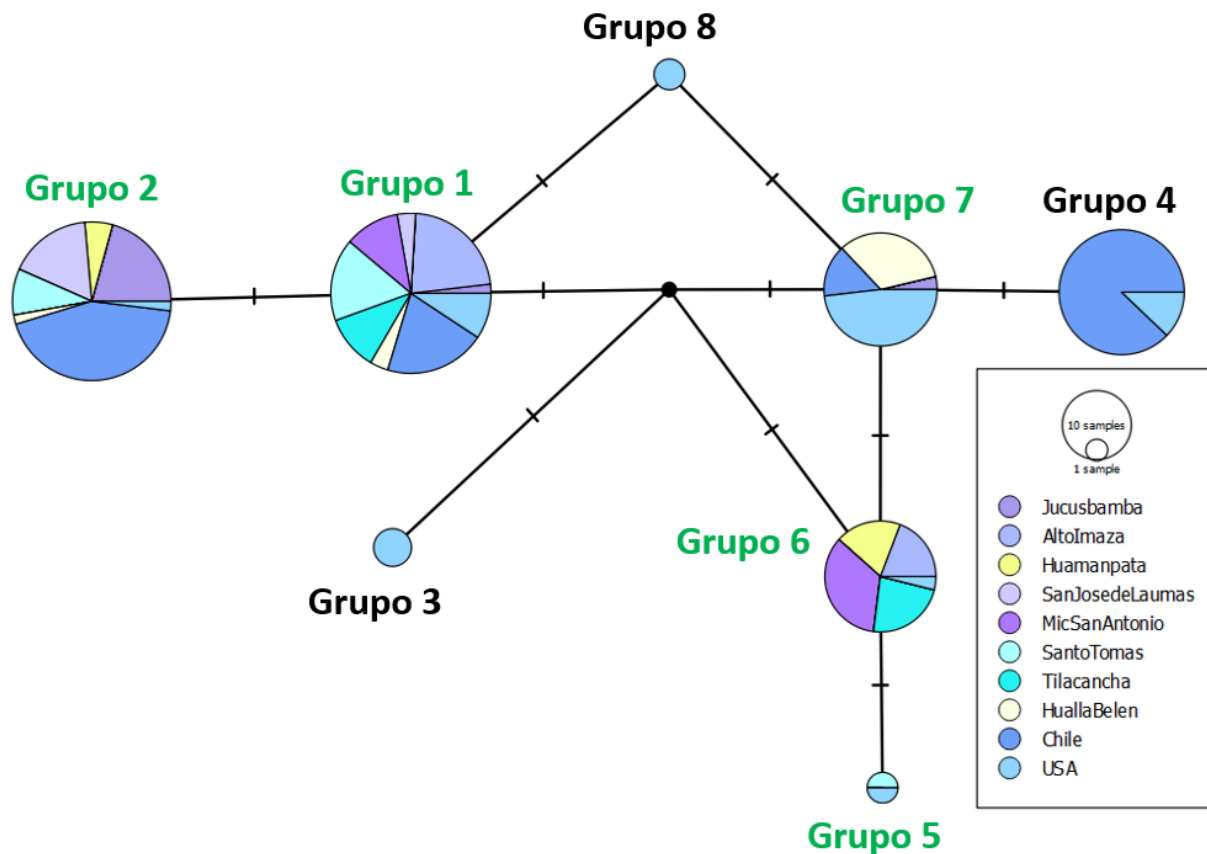 Grupo 8
Grupo 2
Grupo 1
Grupo 7
Grupo 4
Grupo 6
Grupo 3
Grupo 5
10 samples
1 sample
Jucusbamba
AltoImaza
Huamanpata
SanJosedeLaumas
MicSanAntonio
SantoTomas
Tilacancha
HuallaBelen
Chile
USA